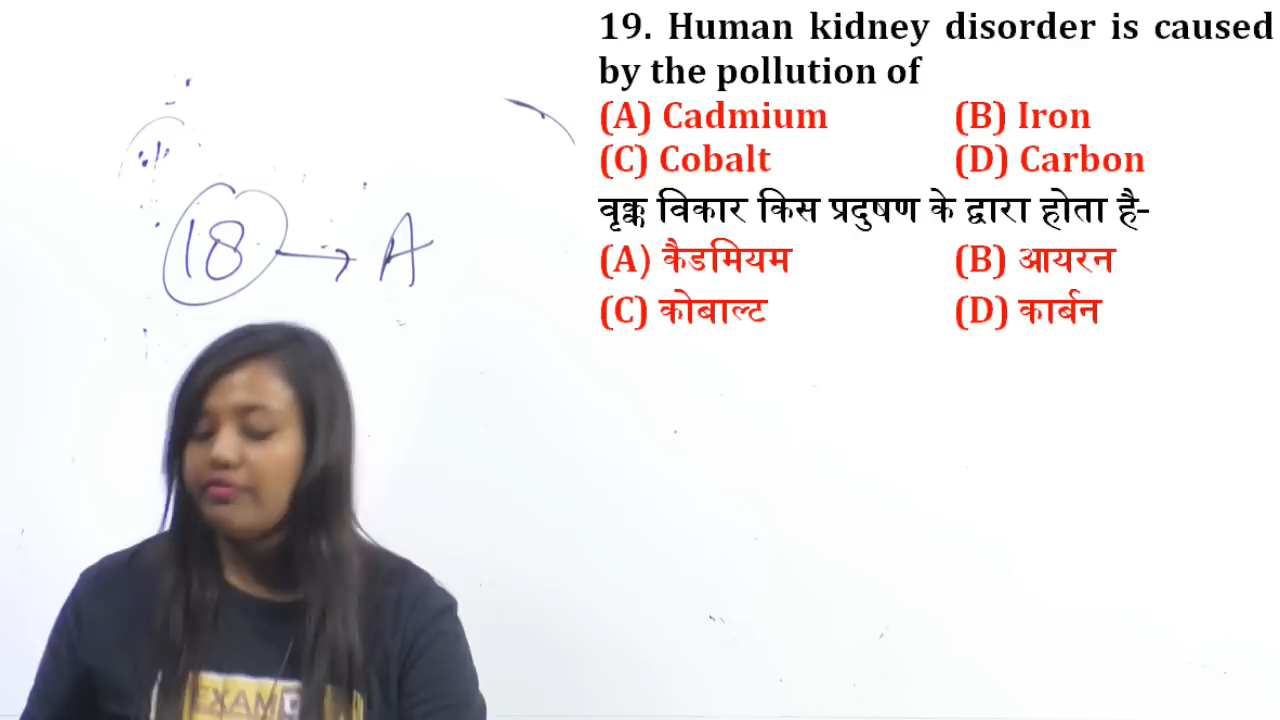 19. Human kidney disorder is caused
by the pollution of
(A) Cadmium (B) Iron
(C) Cobalt (D) Carbon
वृक्क विकार किस प्रदुषण के द्वारा होता है-
(A) कैडमियम (B) आयरन
(C) कोबाल्ट (D) कार्बन
18 → A
EXAM